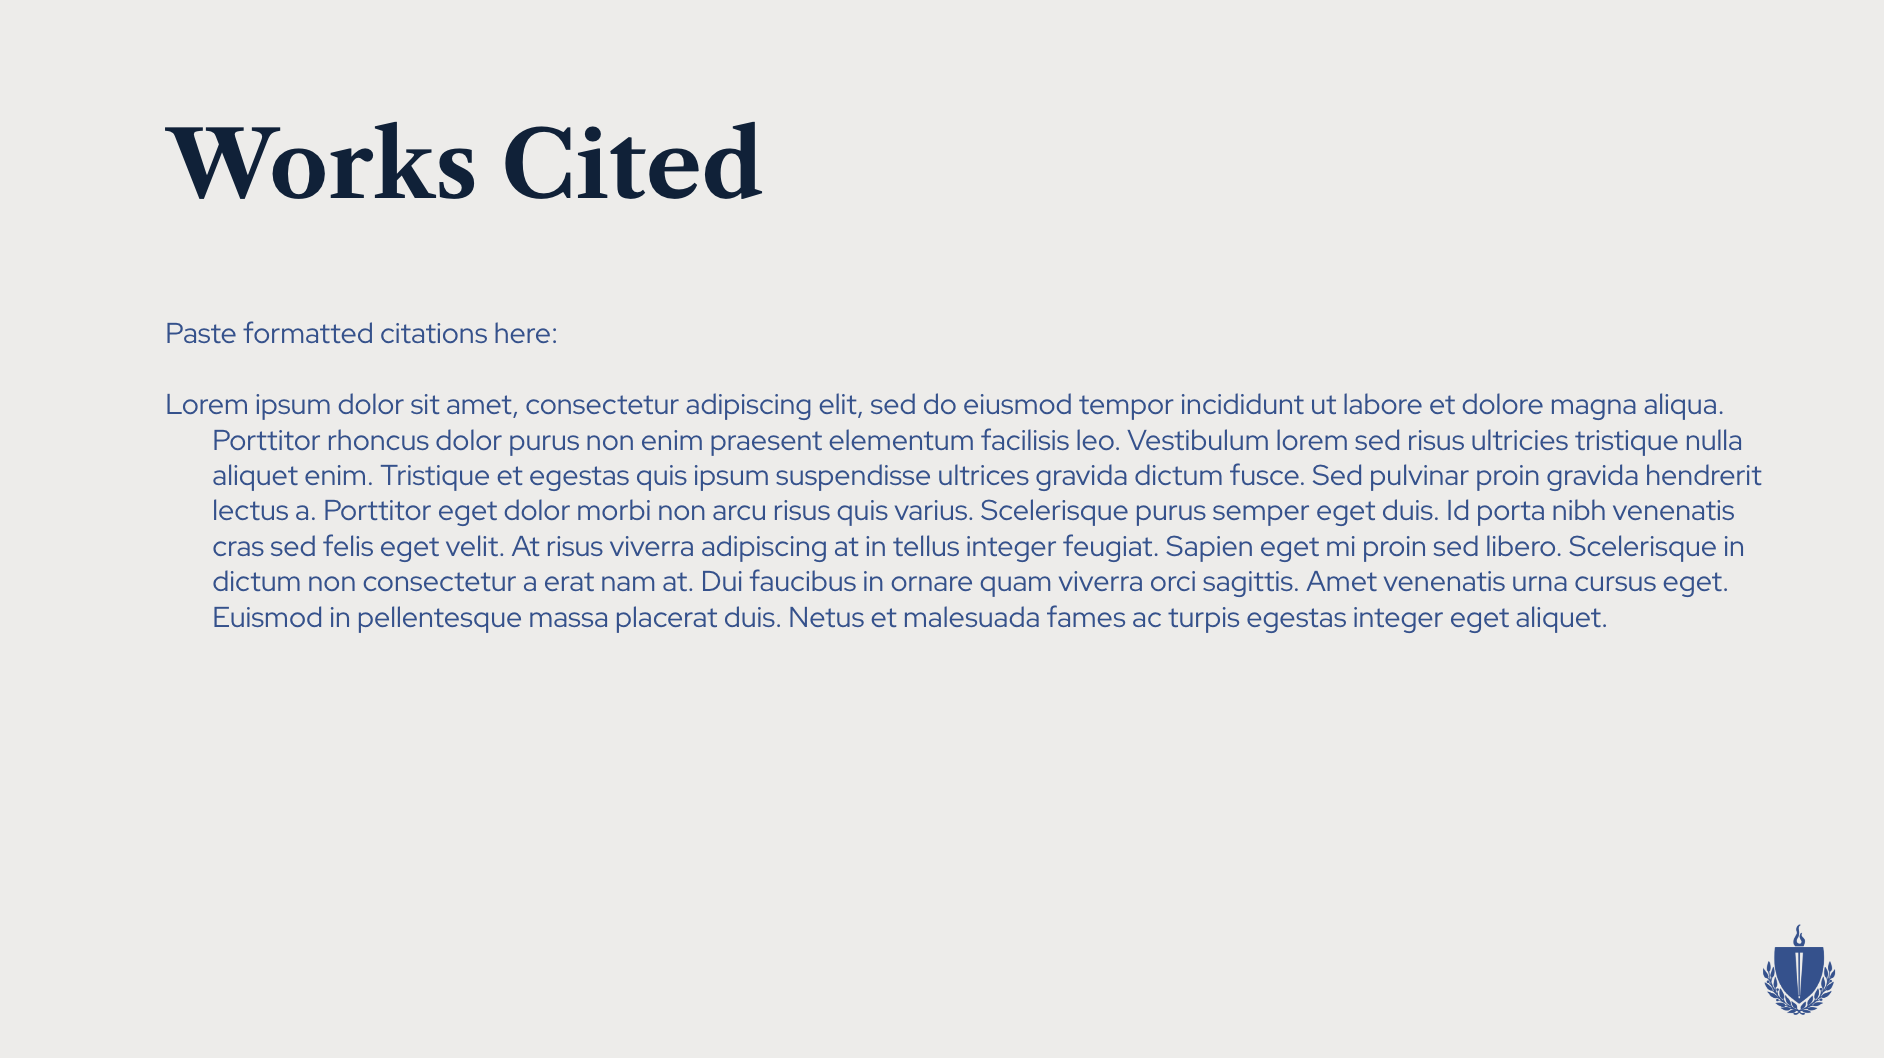 Works Cited
Paste formatted citations here:
Lorem ipsum dolor sit amet, consectetur adipiscing elit, sed do eiusmod tempor incididunt ut labore et dolore magna aliqua.
Porttitor rhoncus dolor purus non enim praesent elementum facilisis leo. Vestibulum lorem sed risus ultricies tristique nulla
aliquet enim. Tristique et egestas quis ipsum suspendisse ultrices gravida dictum fusce. Sed pulvinar proin gravida hendrerit
lectus a. Porttitor eget dolor morbi non arcu risus quis varius. Scelerisque purus semper eget duis. Id porta nibh venenatis
cras sed felis eget velit. At risus viverra adipiscing at in tellus integer feugiat. Sapien eget mi proin sed libero. Scelerisque in
dictum non consectetur a erat nam at. Dui faucibus in ornare quam viverra orci sagittis. Amet venenatis urna cursus eget.
Euismod in pellentesque massa placerat duis. Netus et malesuada fames ac turpis egestas integer eget aliquet.